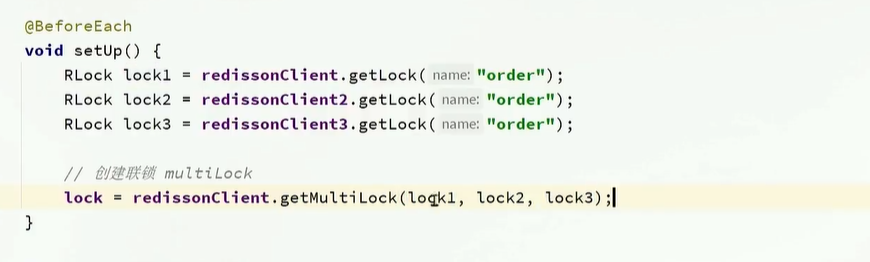 @BeforeEach
void setUp() {
    RLock lock1 = redissonClient.getLock( name: "order");
    RLock lock2 = redissonClient2.getLock( name: "order");
    RLock lock3 = redissonClient3.getLock( name: "order");
    // 创建联锁 multiLock
    lock = redissonClient.getMultiLock(lock1, lock2, lock3);
}